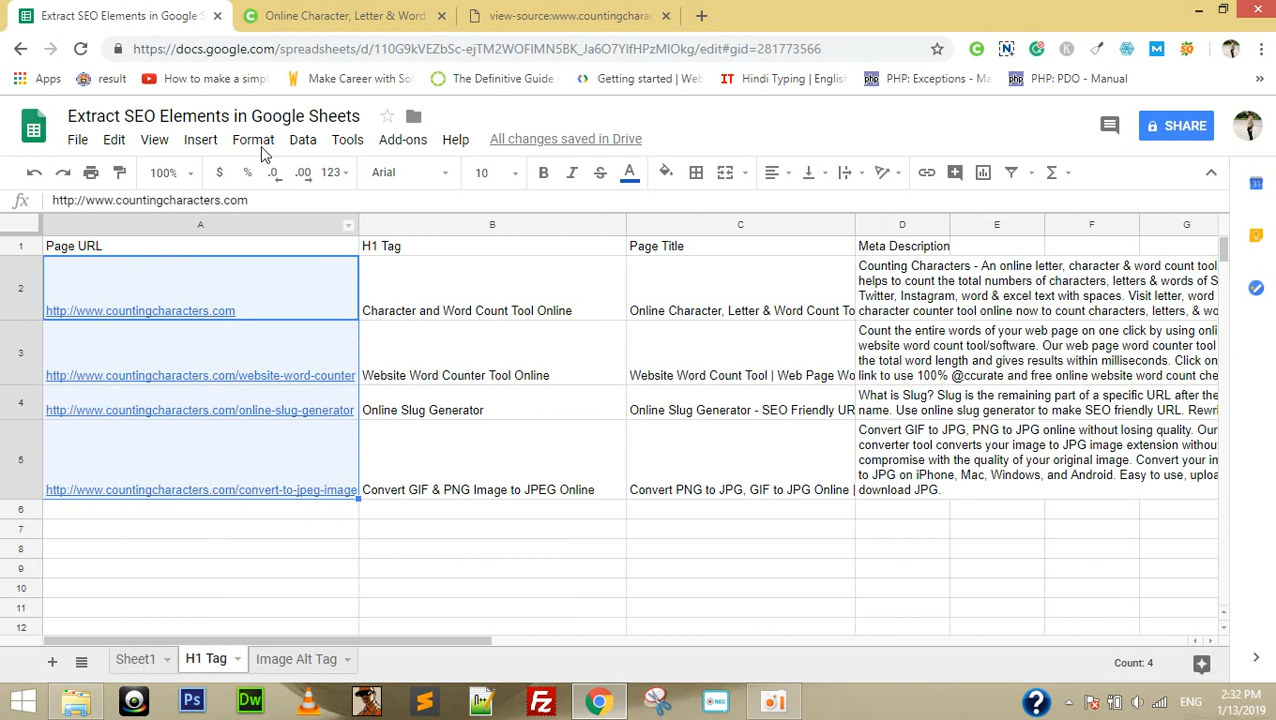 Extract SEO Elements in Google S
Online Character, Letter & Word
view-source:www.countingcharac
https://docs.google.com/spreadsheets/d/110G9kVEZbSc-ejTM2WOFIMN5BK_Ja6O7YIfHPzMIOkg/edit#gid=281773566
Apps
result
How to make a simpl
Make Career with Sol
The Definitive Guide
Getting started | Web
IT Hindi Typing | English
PHP: Exceptions - Ma
PHP: PDO - Manual
Extract SEO Elements in Google Sheets
SHARE
File Edit View Insert Format Data Tools Add-ons Help All changes saved in Drive
100% $ % .0 .00 123 Arial 10 B I S A
fx http://www.countingcharacters.com
A B C D E F G
1 Page URL H1 Tag Page Title Meta Description
2 http://www.countingcharacters.com Character and Word Count Tool Online Online Character, Letter & Word Count To
Counting Characters - An online letter, character & word count tool
helps to count the total numbers of characters, letters & words of S
Twitter, Instagram, word & excel text with spaces. Visit letter, word
character counter tool online now to count characters, letters, & wo
3 http://www.countingcharacters.com/website-word-counter Website Word Counter Tool Online Website Word Count Tool | Web Page Wo
Count the entire words of your web page on one click by using onli
website word count tool/software. Our web page word counter tool
the total word length and gives results within milliseconds. Click on
link to use 100% @ccurate and free online website word count che
4 http://www.countingcharacters.com/online-slug-generator Online Slug Generator Online Slug Generator - SEO Friendly UR
What is Slug? Slug is the remaining part of a specific URL after the
name. Use online slug generator to make SEO friendly URL. Rewri
5 http://www.countingcharacters.com/convert-to-jpeg-image Convert GIF & PNG Image to JPEG Online Convert PNG to JPG, GIF to JPG Online |
Convert GIF to JPG, PNG to JPG online without losing quality. Our
converter tool converts your image to JPG image extension withou
compromise with the quality of your original image. Convert your in
to JPG on iPhone, Mac, Windows, and Android. Easy to use, uploa
download JPG.
6
7
8
9
10
11
12
Sheet1 H1 Tag Image Alt Tag Count: 4
Ps Dw Fz REC
ENG
2:32 PM
1/13/2019